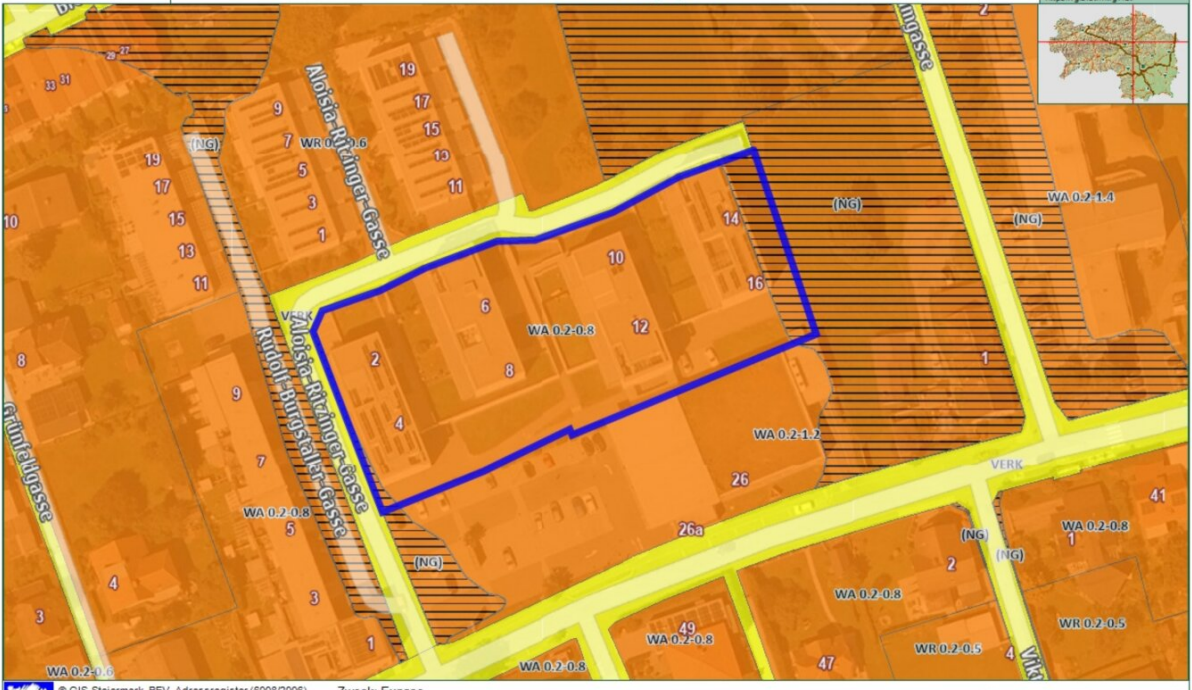 2
29
27
33
31
19
9
17
(NG)
7
WR 0.2-0.6
15
13
19
5
17
11
Aloisia-Ritzinger-Gasse
3
15
10
1
13
11
14
(NG)
(NG)
WA 0.2-1.4
10
16
6
VERK
WA 0.2-0.8
12
2
8
8
1
9
4
Aloisia-Ritzinger-Gasse
Rudolf-Burgstaller-Gasse
Grünfeldgasse
WA 0.2-1.2
7
VERK
26
41
WA 0.2-0.8
5
26a
WA 0.2-0.8
1
(NG)
(NG)
(NG)
2
4
3
WA 0.2-0.8
3
WR 0.2-0.5
49
WA 0.2-0.8
1
WR 0.2-0.5
4
47
WA 0.2-0.8
WA 0.2-0.6